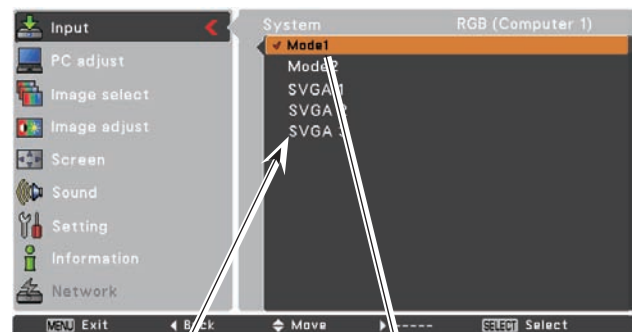 Input
System
RGB (Computer 1)
✔ Mode1
PC adjust
Mode2
Image select
SVGA 1
SVGA 2
Image adjust
SVGA 3
Screen
Sound
Setting
Information
Network
MENU Exit
Back
Move
-----
SELECT Select